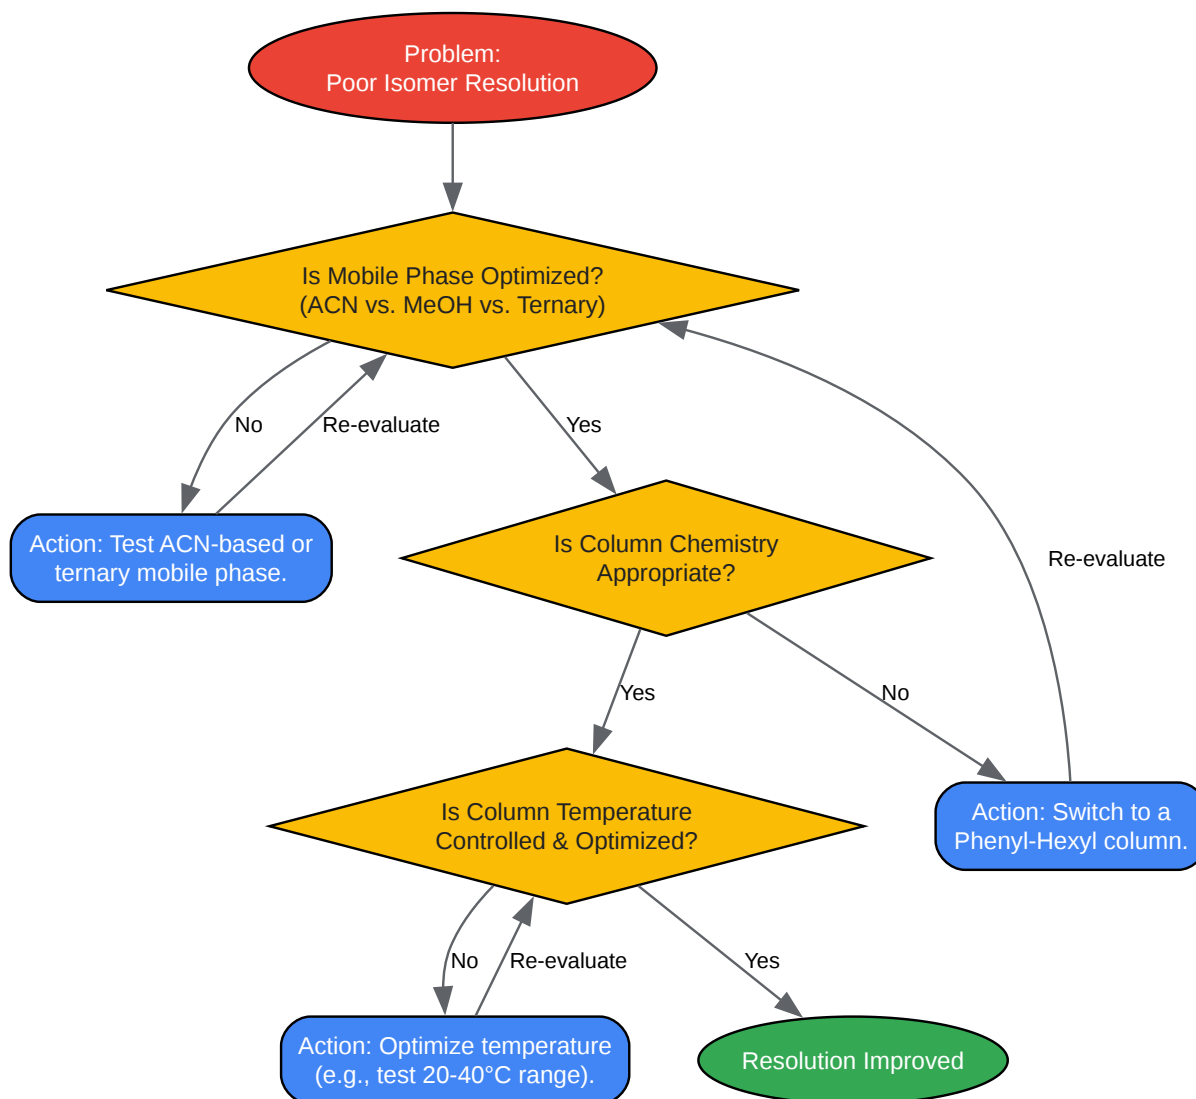 Problem:
Poor Isomer Resolution
Is Mobile Phase Optimized?
(ACN vs. MeOH vs. Ternary)
No
Re-evaluate
Yes
Action: Test ACN-based or
ternary mobile phase.
Is Column Chemistry
Appropriate?
Re-evaluate
Yes
No
Is Column Temperature
Controlled & Optimized?
Action: Switch to a
Phenyl-Hexyl column.
No
Re-evaluate
Yes
Action: Optimize temperature
(e.g., test 20-40°C range).
Resolution Improved